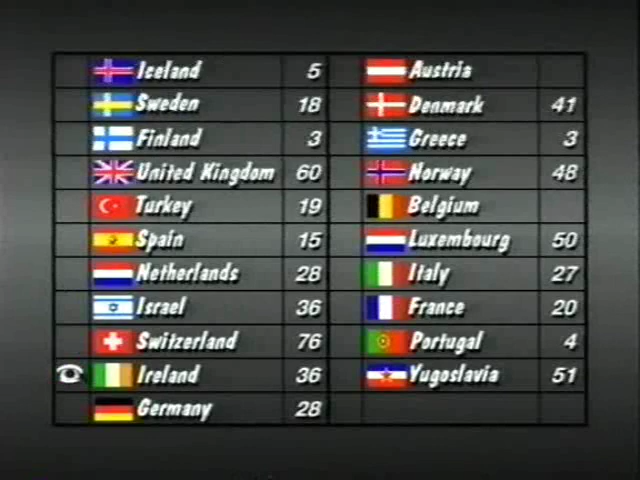 Iceland 5
Sweden 18
Finland 3
United Kingdom 60
Turkey 19
Spain 15
Netherlands 28
Israel 36
Switzerland 76
Ireland 36
Germany 28
Austria
Denmark 41
Greece 3
Norway 48
Belgium
Luxembourg 50
Italy 27
France 20
Portugal 4
Yugoslavia 51